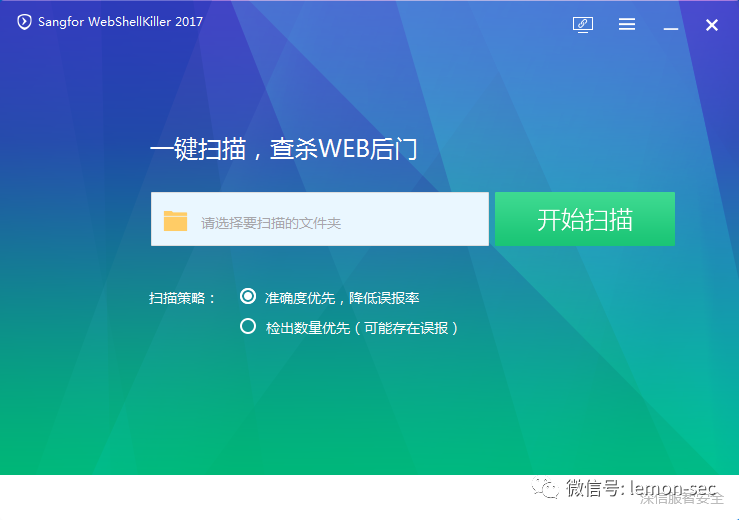 Sangfor WebShellKiller 2017
一键扫描，查杀WEB后门
请选择要扫描的文件夹
开始扫描
扫描策略：
准确度优先，降低误报率
检出数量优先（可能存在误报）
微信号: lemon-sec
深信服智安全